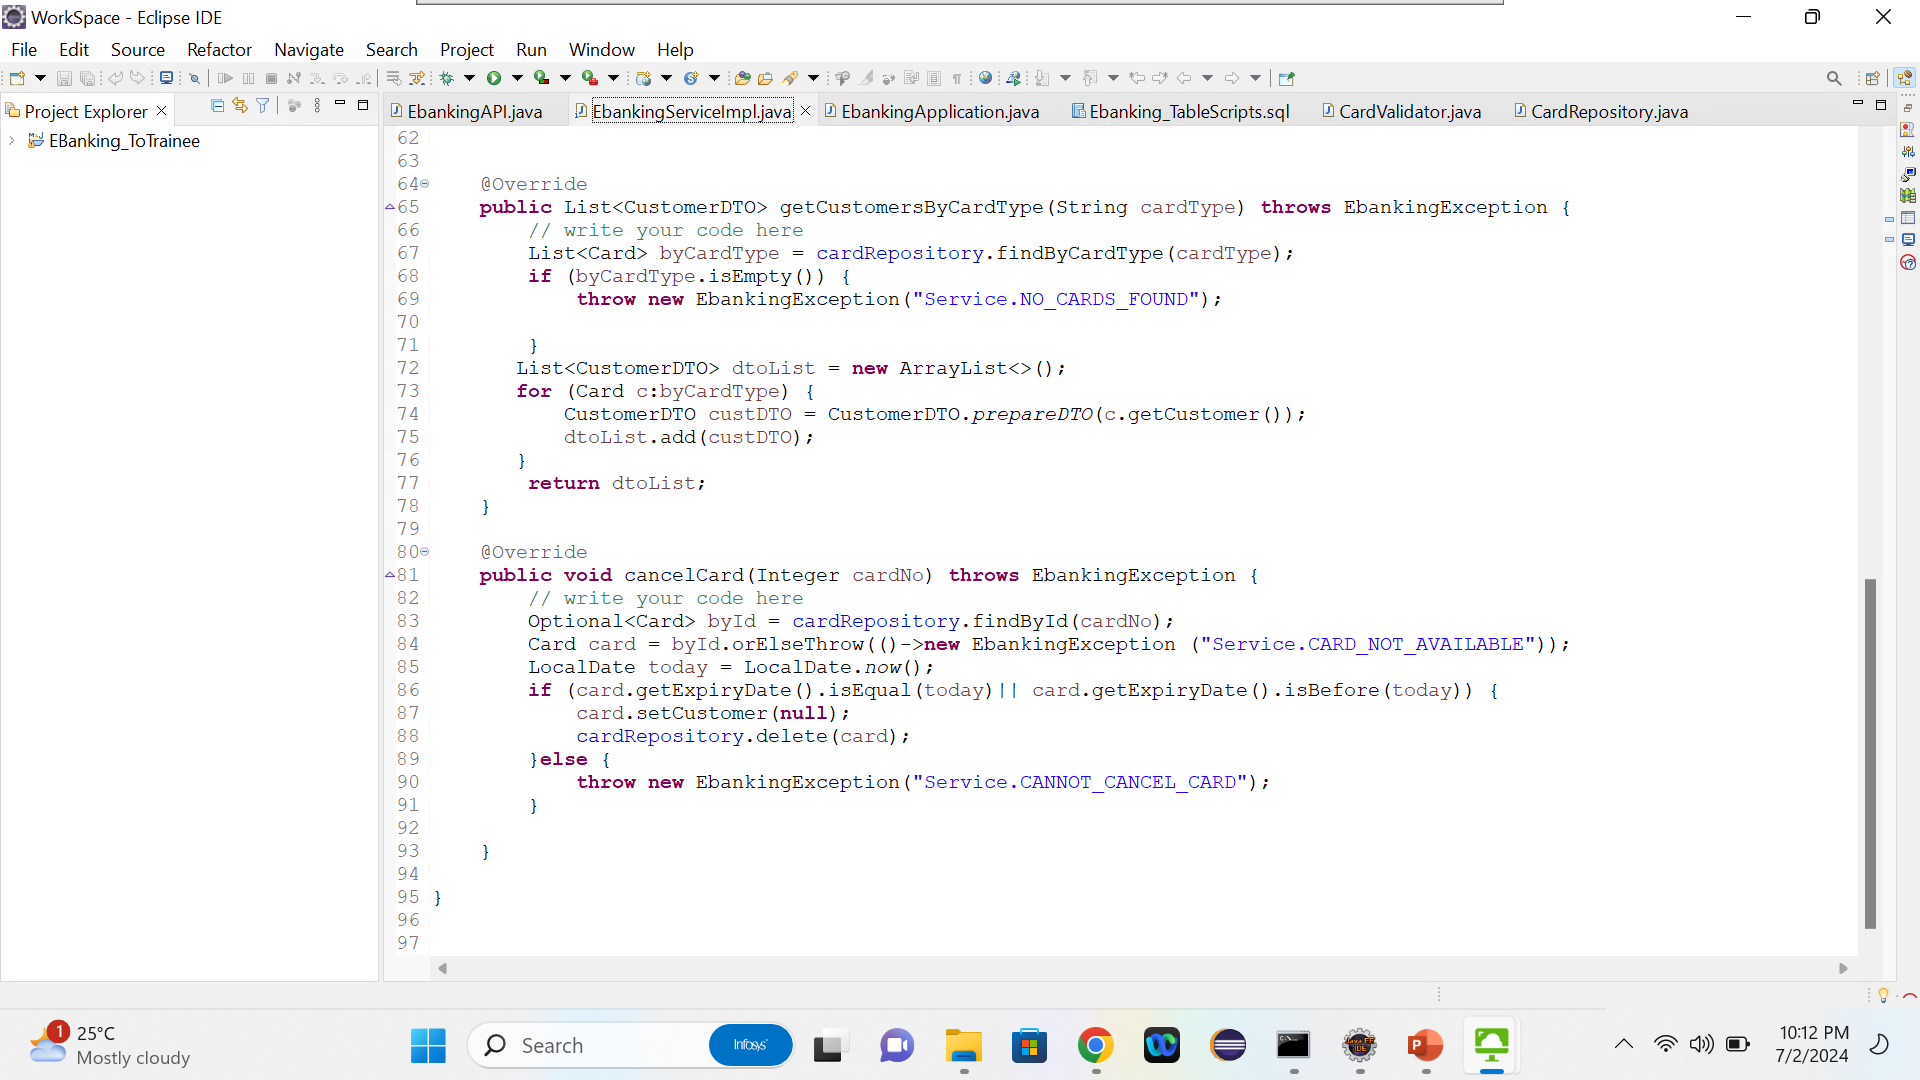 WorkSpace - Eclipse IDE
File Edit Source Refactor Navigate Search Project Run Window Help
Project Explorer
EbankingAPI.java
EbankingServiceImpl.java
EbankingApplication.java
Ebanking_TableScripts.sql
CardValidator.java
CardRepository.java
EBanking_ToTrainee
62
63
64 @Override
65 public List<CustomerDTO> getCustomersByCardType(String cardType) throws EbankingException {
66 // write your code here
67 List<Card> byCardType = cardRepository.findByCardType(cardType);
68 if (byCardType.isEmpty()) {
69 throw new EbankingException("Service.NO_CARDS_FOUND");
70
71 }
72 List<CustomerDTO> dtoList = new ArrayList<>();
73 for (Card c:byCardType) {
74 CustomerDTO custDTO = CustomerDTO.prepareDTO(c.getCustomer());
75 dtoList.add(custDTO);
76 }
77 return dtoList;
78 }
79
80 @Override
81 public void cancelCard(Integer cardNo) throws EbankingException {
82 // write your code here
83 Optional<Card> byId = cardRepository.findById(cardNo);
84 Card card = byId.orElseThrow(()->new EbankingException ("Service.CARD_NOT_AVAILABLE"));
85 LocalDate today = LocalDate.now();
86 if (card.getExpiryDate().isEqual(today)|| card.getExpiryDate().isBefore(today)) {
87 card.setCustomer(null);
88 cardRepository.delete(card);
89 }else {
90 throw new EbankingException("Service.CANNOT_CANCEL_CARD");
91 }
92
93 }
94
95 }
96
97
1
25°C
Mostly cloudy
Search
Infosys
Java EE
IDE
P
10:12 PM
7/2/2024